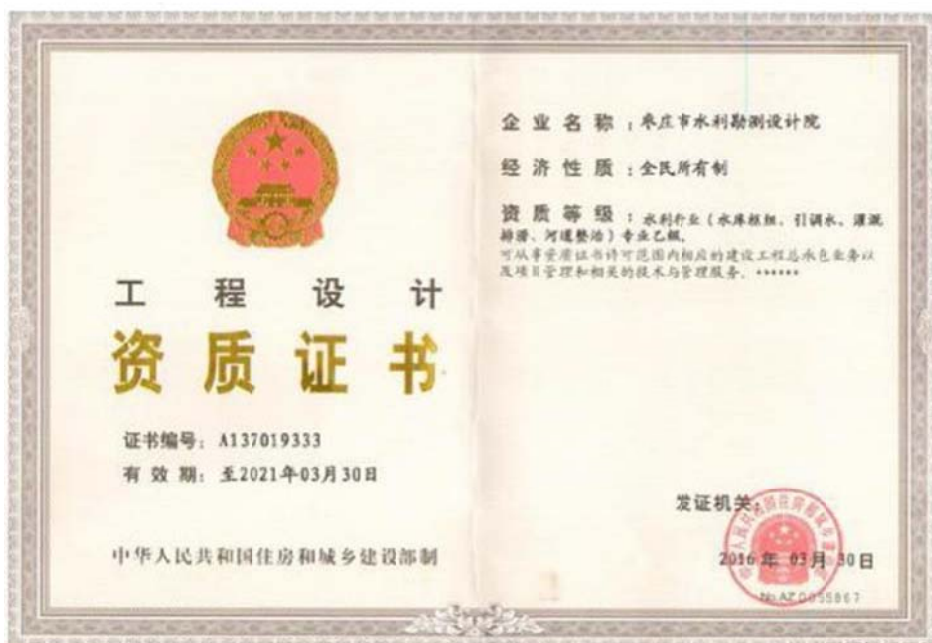 工程设计
资质证书
证书编号：A137019333
有效期：至2021年03月30日
中华人民共和国住房和城乡建设部制
企业名称：枣庄市水利勘测设计院
经济性质：全民所有制
资质等级：水利行业（水库枢纽、引调水、灌溉
排涝、河道整治）专业乙级。
可从事资质证书许可范围内相应的建设工程总承包业务以
及项目管理和相关的技术与管理服务。******
发证机关：
2016年03月30日
No.AZ 0055867